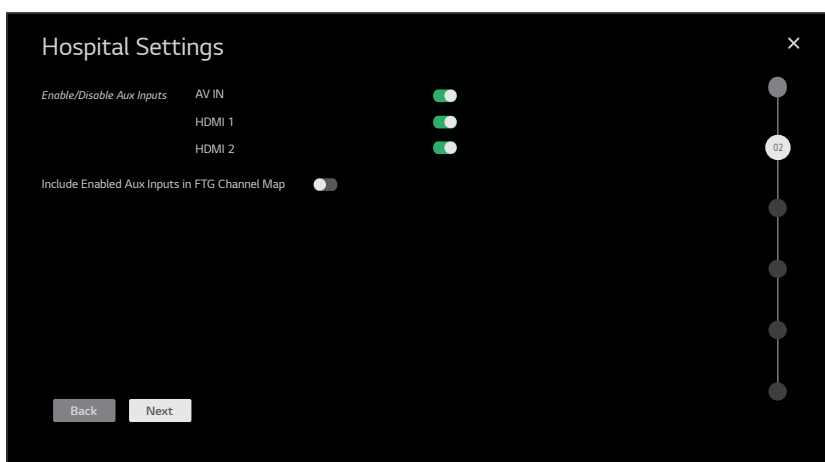 Hospital Settings
Enable/Disable Aux Inputs AV IN
HDMI 1
HDMI 2
02
Include Enabled Aux Inputs in FTG Channel Map
Back Next